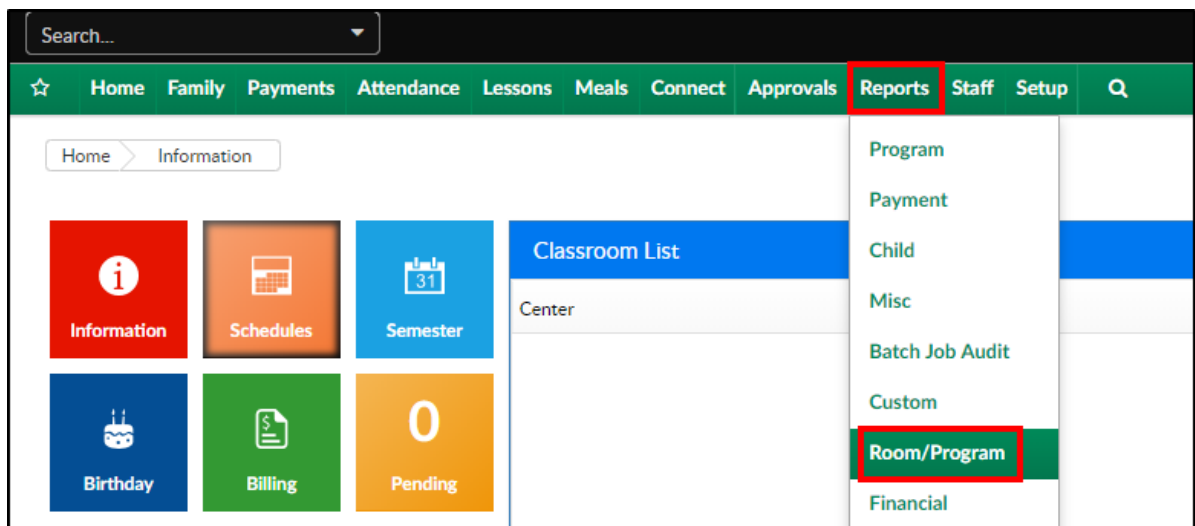 Search...
Home Family Payments Attendance Lessons Meals Connect Approvals Reports Staff Setup
Home Information
Program
Payment
Child
Misc
Batch Job Audit
Custom
Room/Program
Financial
i
Information
Schedules
31
Semester
Birthday
$
Billing
0
Pending
Classroom List
Center